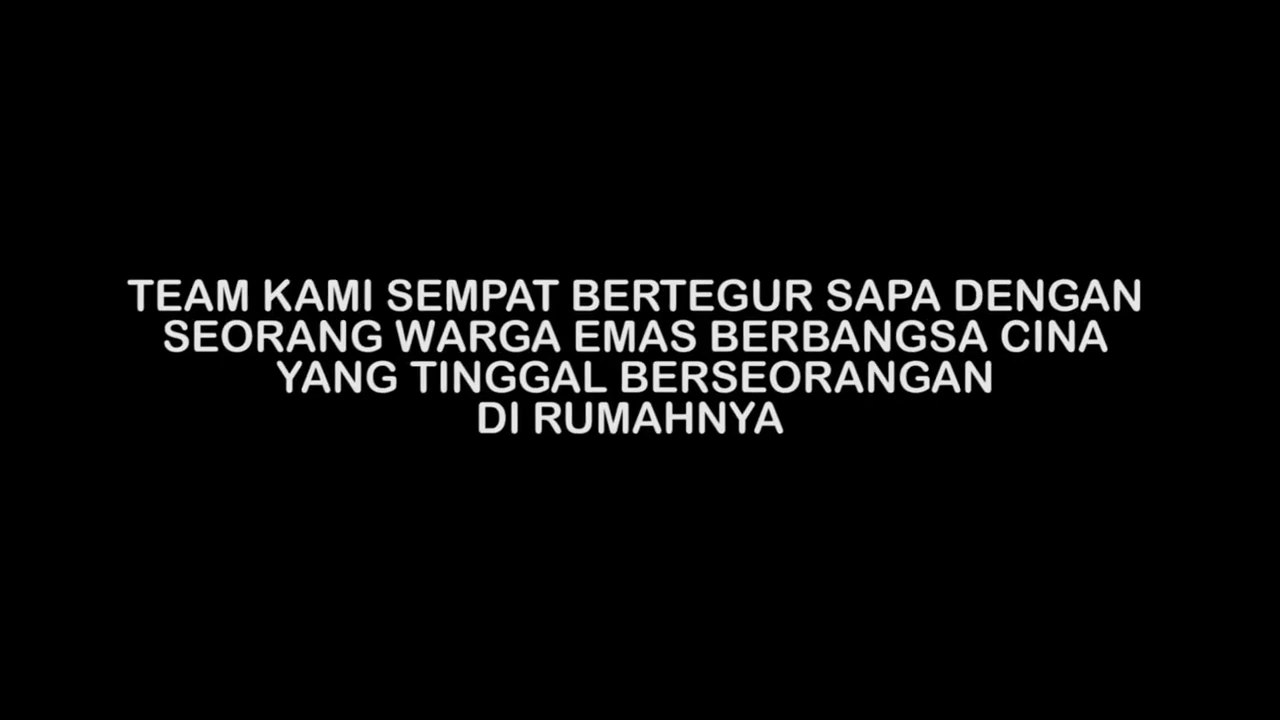 TEAM KAMI SEMPAT BERTEGUR SAPA DENGAN
SEORANG WARGA EMAS BERBANGSA CINA
YANG TINGGAL BERSEORANGAN
DI RUMAHNYA